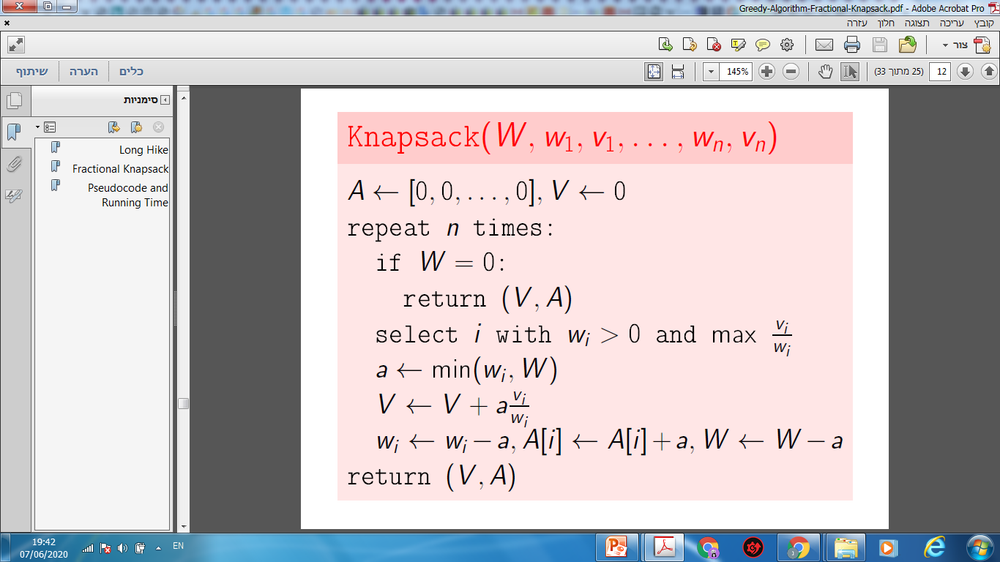 Greedy-Algorithm-Fractional-Knapsack.pdf - Adobe Acrobat Pro
קובץ עריכה תצוגה חלון עזרה
צור
12 (25 מתוך 33) 145%
כלים הערה שיתוף
סימניות
Long Hike
Fractional Knapsack
Pseudocode and
Running Time
Knapsack(W, w₁, v₁, . . . , wₙ, vₙ)
A ← [0, 0, . . . , 0], V ← 0
repeat n times:
if W = 0:
return (V, A)
select i with wᵢ > 0 and max vᵢ/wᵢ
a ← min(wᵢ, W)
V ← V + a vᵢ/wᵢ
wᵢ ← wᵢ − a, A[i] ← A[i] + a, W ← W − a
return (V, A)
19:42
07/06/2020
EN